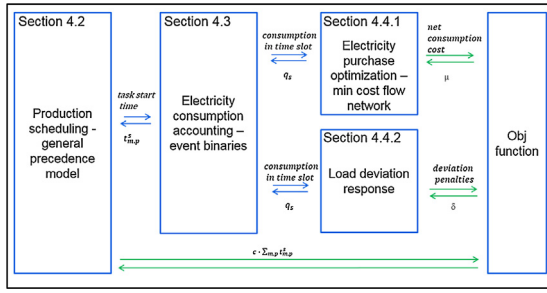 Section 4.2
Production
scheduling -
general
precedence
model
task start
time
t^s_{m,p}
Section 4.3
Electricity
consumption
accounting –
event binaries
consumption
in time slot
q_s
consumption
in time slot
q_s
Section 4.4.1
Electricity
purchase
optimization –
min cost flow
network
Section 4.4.2
Load deviation
response
net
consumption
cost
μ
deviation
penalties
δ
Obj
function
c · Σ_{m,p} t^s_{m,p}